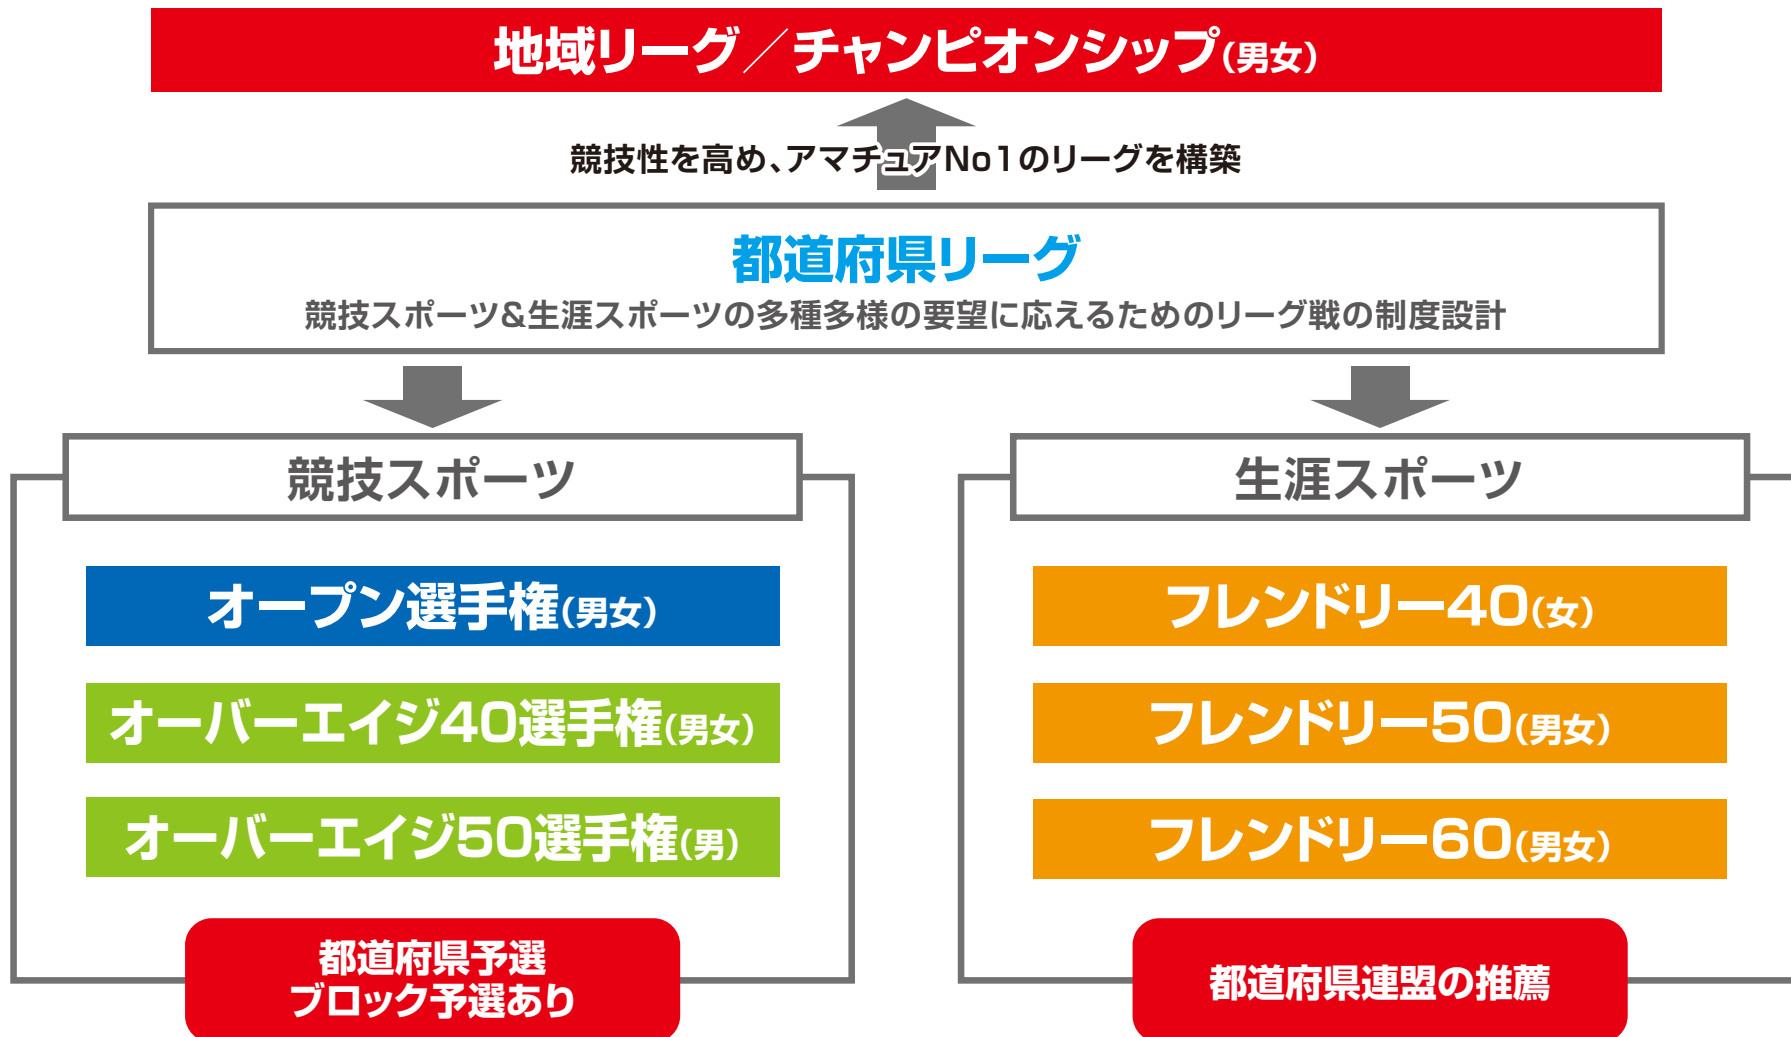 地域リーグ／チャンピオンシップ(男女)
競技性を高め、アマチュアNo1のリーグを構築
都道府県リーグ
競技スポーツ&生涯スポーツの多種多様の要望に応えるためのリーグ戦の制度設計
競技スポーツ
オープン選手権(男女)
オーバーエイジ40選手権(男女)
オーバーエイジ50選手権(男)
都道府県予選
ブロック予選あり
生涯スポーツ
フレンドリー40(女)
フレンドリー50(男女)
フレンドリー60(男女)
都道府県連盟の推薦